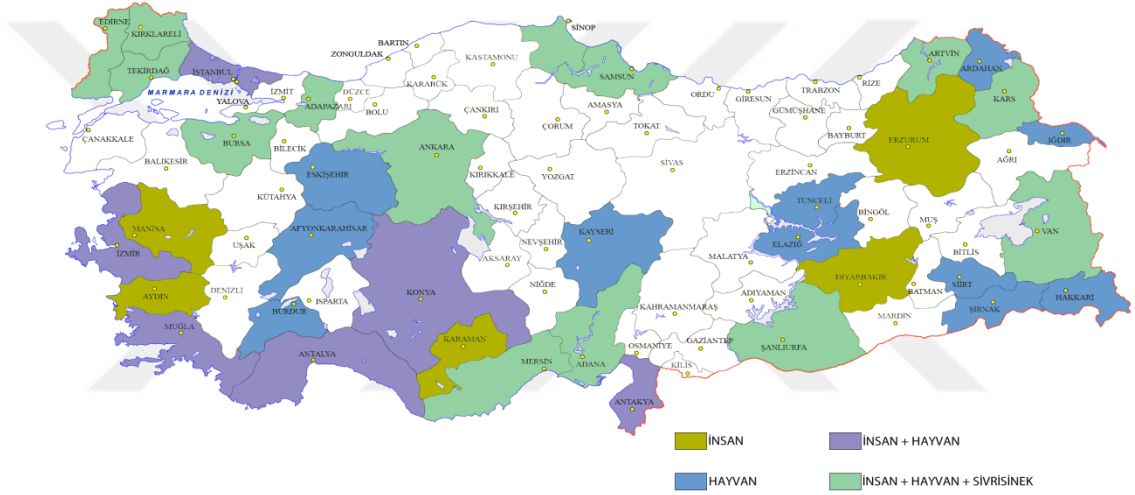 EDİRNE
KIRKLARELİ
TEKİRDAĞ
İSTANBUL
MARMARA DENİZİ
YALOVA
İZMİT
ADAPAZARI
DÜZCE
BOLU
ZONGULDAK
BARTIN
KARABÜK
KASTAMONU
SİNOP
SAMSUN
ÇANKIRI
ÇORUM
AMASYA
TOKAT
ORDU
GİRESUN
GÜMÜŞHANE
TRABZON
BAYBURT
RİZE
ARTVİN
ARDAHAN
KARS
ERZURUM
IĞDIR
AĞRI
ÇANAKKALE
BALIKESİR
BURSA
BİLECİK
KÜTAHYA
ESKİŞEHİR
ANKARA
KIRIKKALE
YOZGAT
SİVAS
ERZİNCAN
TUNCELİ
BİNGÖL
MUŞ
VAN
BİTLİS
MANİSA
İZMİR
UŞAK
AFYONKARAHİSAR
KIRŞEHİR
NEVŞEHİR
KAYSERİ
AKSARAY
NİĞDE
MALATYA
ELAZIĞ
DİYARBAKIR
BATMAN
SİİRT
ŞIRNAK
HAKKARİ
AYDIN
DENİZLİ
ISPARTA
BURDUR
KONYA
KARAMAN
KAHRAMANMARAŞ
ADIYAMAN
MARDİN
MUĞLA
ANTALYA
MERSİN
ADANA
OSMANİYE
GAZİANTEP
KİLİS
ŞANLIURFA
ANTAKYA
İNSAN
İNSAN + HAYVAN
HAYVAN
İNSAN + HAYVAN + SİVRİSİNEK